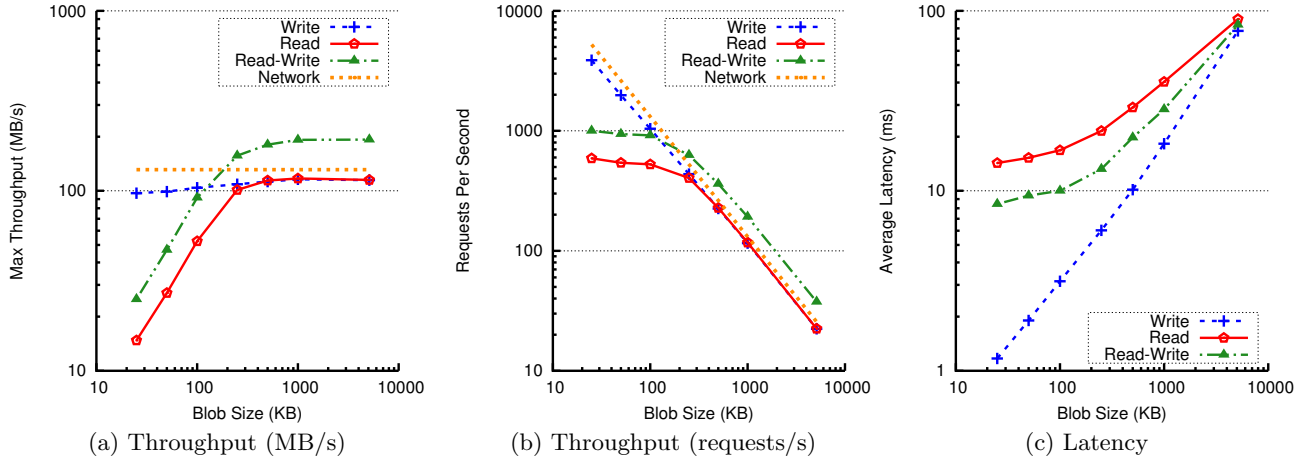 Max Throughput (MB/s)
1000
100
10
Write
Read
Read-Write
Network
10 100 1000 10000
Blob Size (KB)
(a) Throughput (MB/s)
Requests Per Second
10000
1000
100
10
Write
Read
Read-Write
Network
10 100 1000 10000
Blob Size (KB)
(b) Throughput (requests/s)
Average Latency (ms)
100
10
1
Write
Read
Read-Write
10 100 1000 10000
Blob Size (KB)
(c) Latency